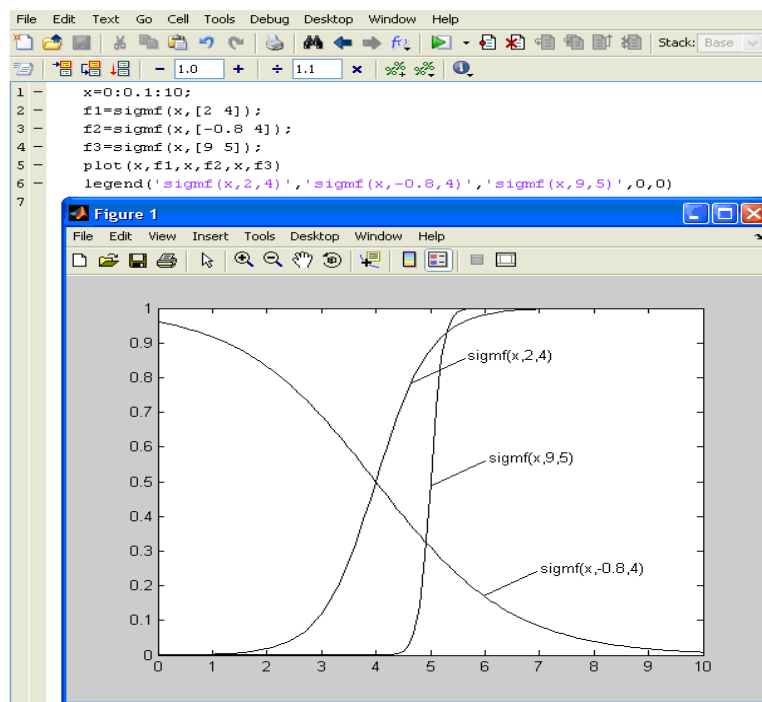 File Edit Text Go Cell Tools Debug Desktop Window Help
Stack: Base
1.0 + ÷ 1.1 ×
1 x=0:0.1:10;
2 f1=sigmf(x,[2 4]);
3 f2=sigmf(x,[-0.8 4]);
4 f3=sigmf(x,[9 5]);
5 plot(x,f1,x,f2,x,f3)
6 legend('sigmf(x,2,4)','sigmf(x,-0.8,4)','sigmf(x,9,5)',0,0)
7
Figure 1
File Edit View Insert Tools Desktop Window Help
1
0.9
sigmf(x,2,4)
0.8
0.7
0.6
sigmf(x,9,5)
0.5
0.4
0.3
sigmf(x,-0.8,4)
0.2
0.1
0
0 1 2 3 4 5 6 7 8 9 10